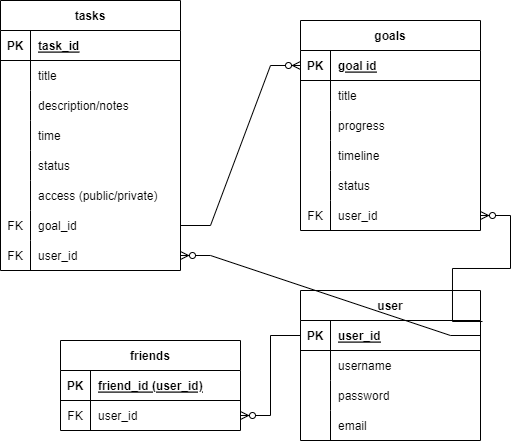 tasks
PK task_id
title
description/notes
time
status
access (public/private)
FK goal_id
FK user_id
goals
PK goal id
title
progress
timeline
status
FK user_id
friends
PK friend_id (user_id)
FK user_id
user
PK user_id
username
password
email